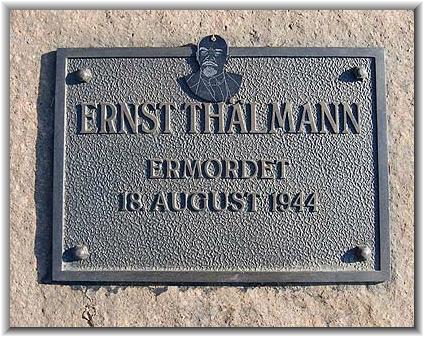 ERNST THÄLMANN
ERMORDET
18. AUGUST 1944